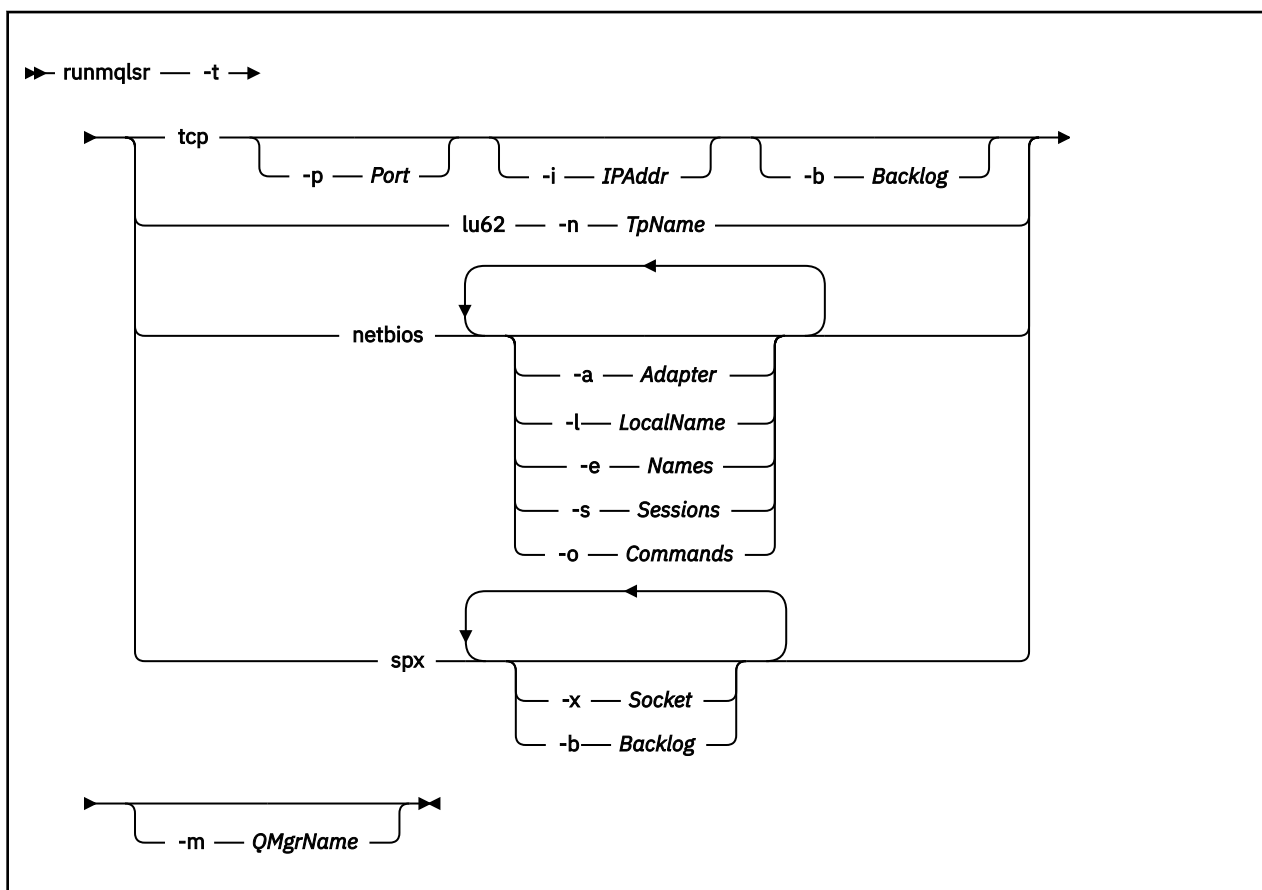 runmqlsr -t
tcp -p Port -i IPAddr -b Backlog
lu62 -n TpName
netbios
-a Adapter
-l LocalName
-e Names
-s Sessions
-o Commands
spx
-x Socket
-b Backlog
-m QMgrName